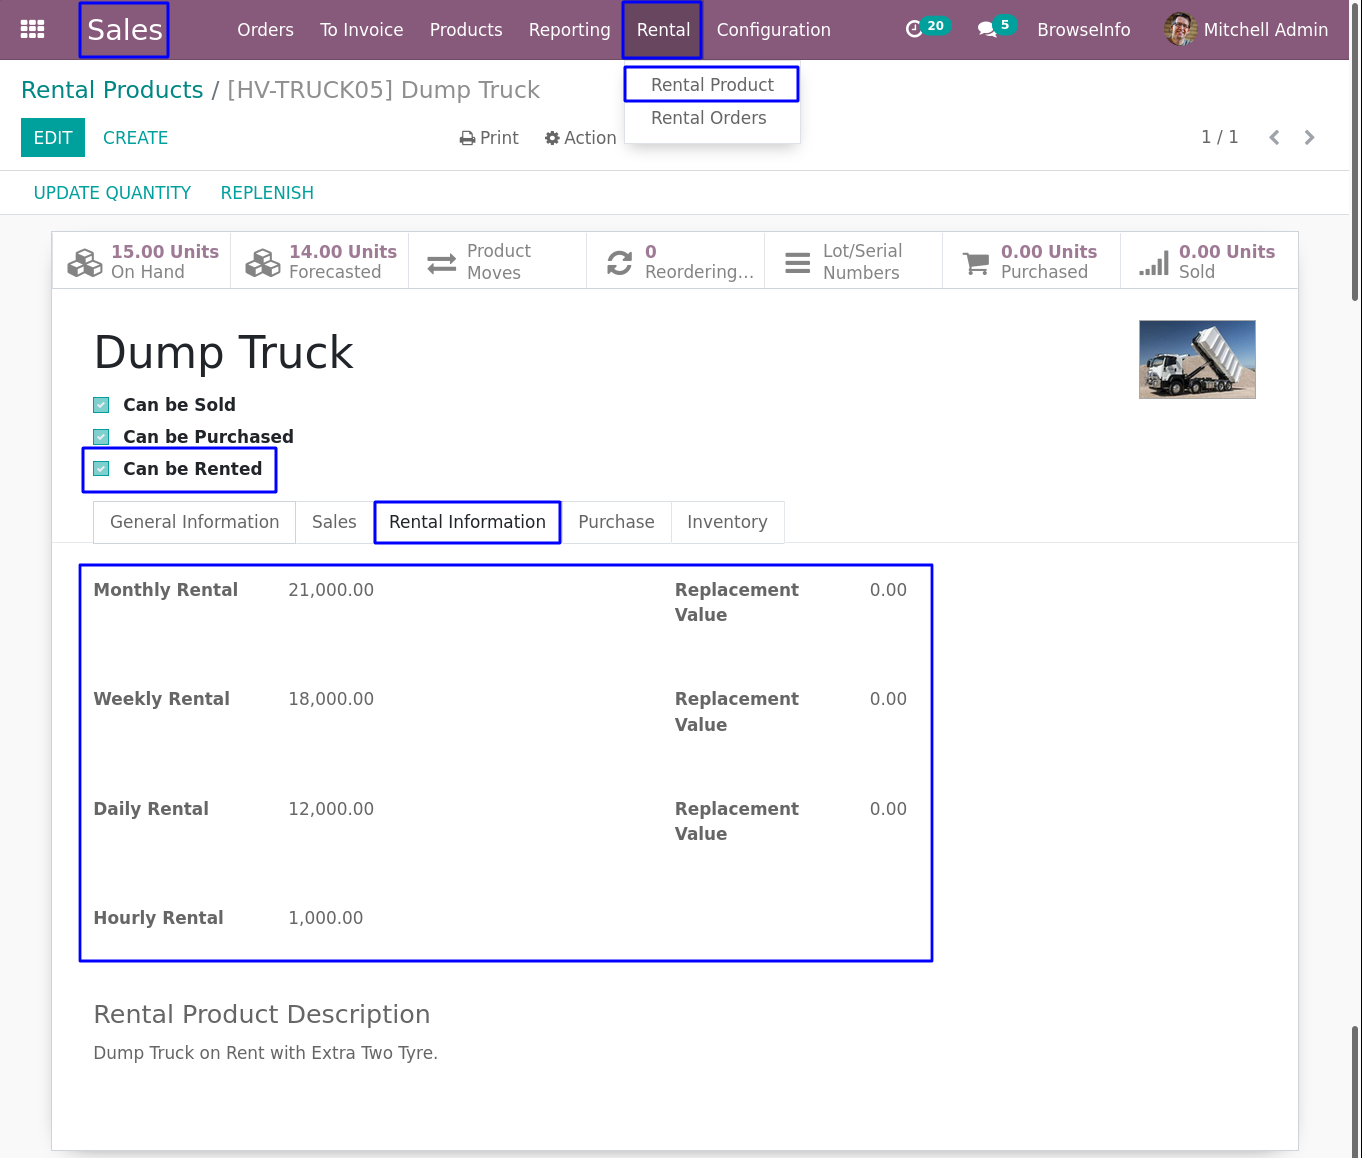 Sales Orders To Invoice Products Reporting Rental Configuration 20 5 BrowseInfo Mitchell Admin
Rental Product
Rental Orders
Rental Products / [HV-TRUCK05] Dump Truck
EDIT CREATE Print Action 1 / 1
UPDATE QUANTITY REPLENISH
15.00 Units
On Hand
14.00 Units
Forecasted
Product
Moves
0
Reordering...
Lot/Serial
Numbers
0.00 Units
Purchased
0.00 Units
Sold
Dump Truck
Can be Sold
Can be Purchased
Can be Rented
General Information Sales Rental Information Purchase Inventory
Monthly Rental 21,000.00 Replacement 0.00
Value
Weekly Rental 18,000.00 Replacement 0.00
Value
Daily Rental 12,000.00 Replacement 0.00
Value
Hourly Rental 1,000.00
Rental Product Description
Dump Truck on Rent with Extra Two Tyre.